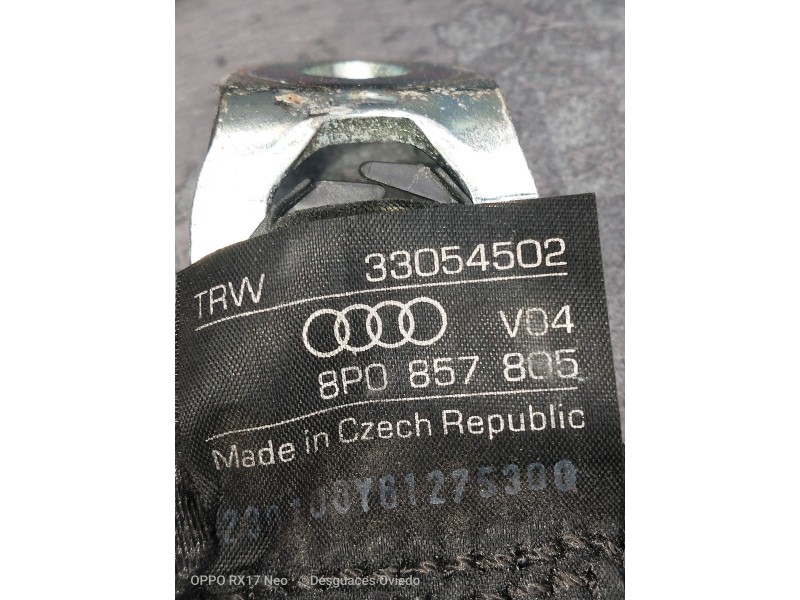 TRW 33054502
V04
8P0 857 805
Made in Czech Republic
OPPO RX17 Neo © Desguaces Oviedo